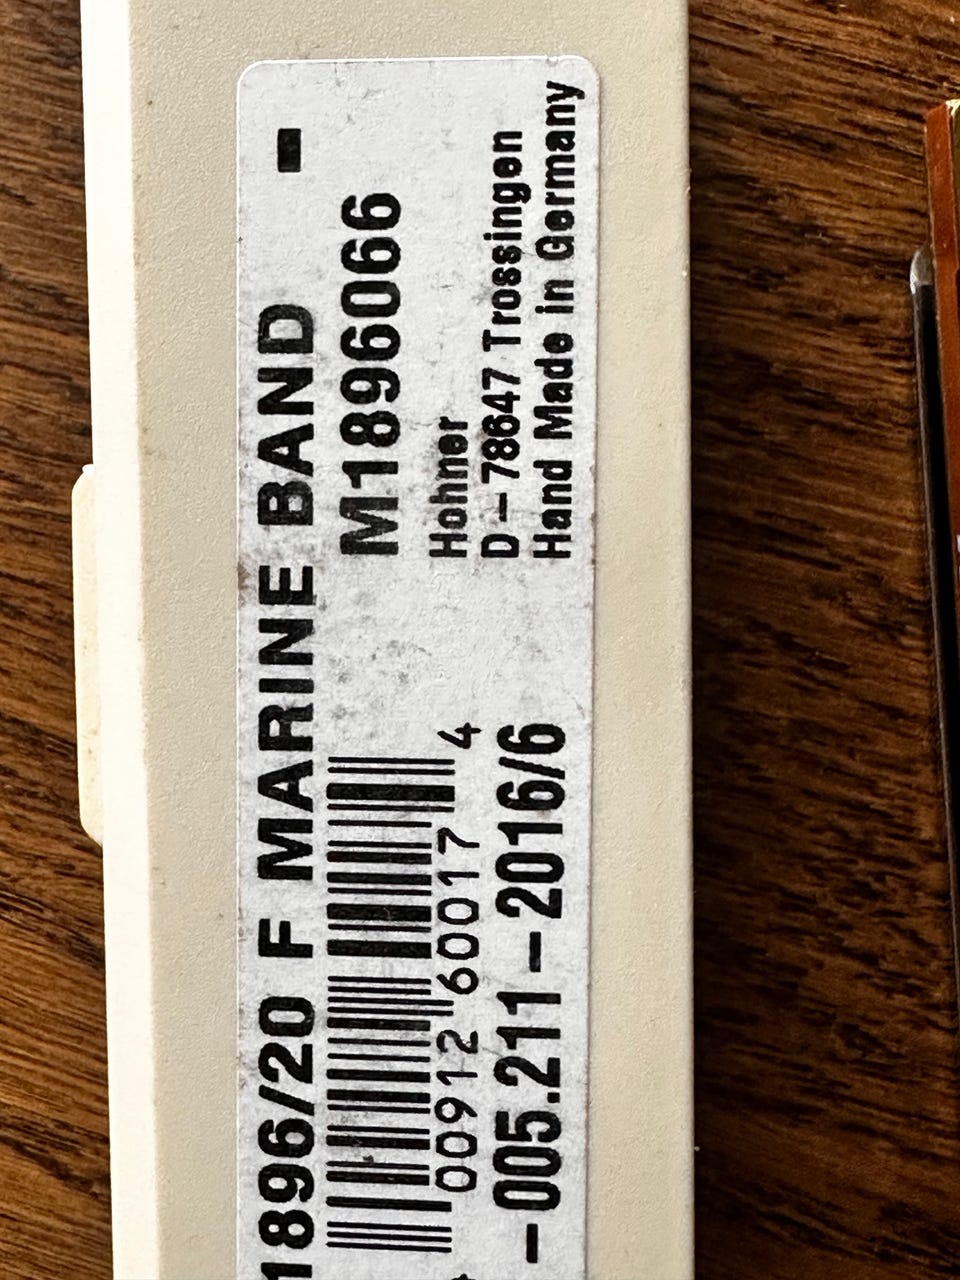 1896/20 F MARINE BAND
M1896066
Hohner
D-78647 Trossingen
Hand Made in Germany
00912 60017 4
-005.211-2016/6